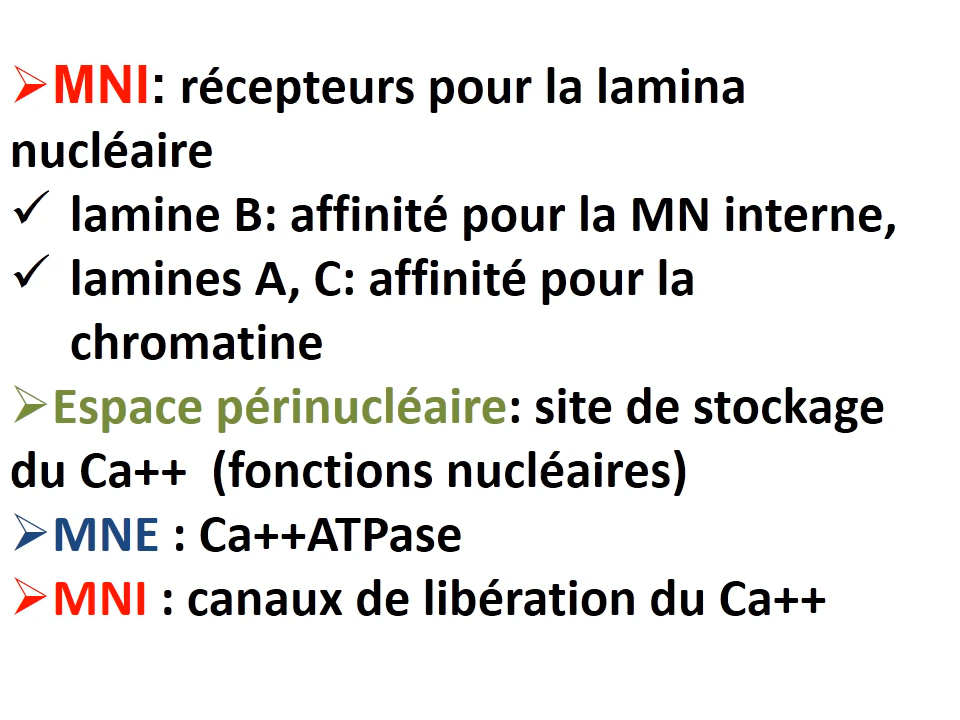 ➢MNI: récepteurs pour la lamina
nucléaire
✓ lamine B: affinité pour la MN interne,
✓ lamines A, C: affinité pour la
chromatine
➢Espace périnucléaire: site de stockage
du Ca++ (fonctions nucléaires)
➢MNE : Ca++ATPase
➢MNI : canaux de libération du Ca++